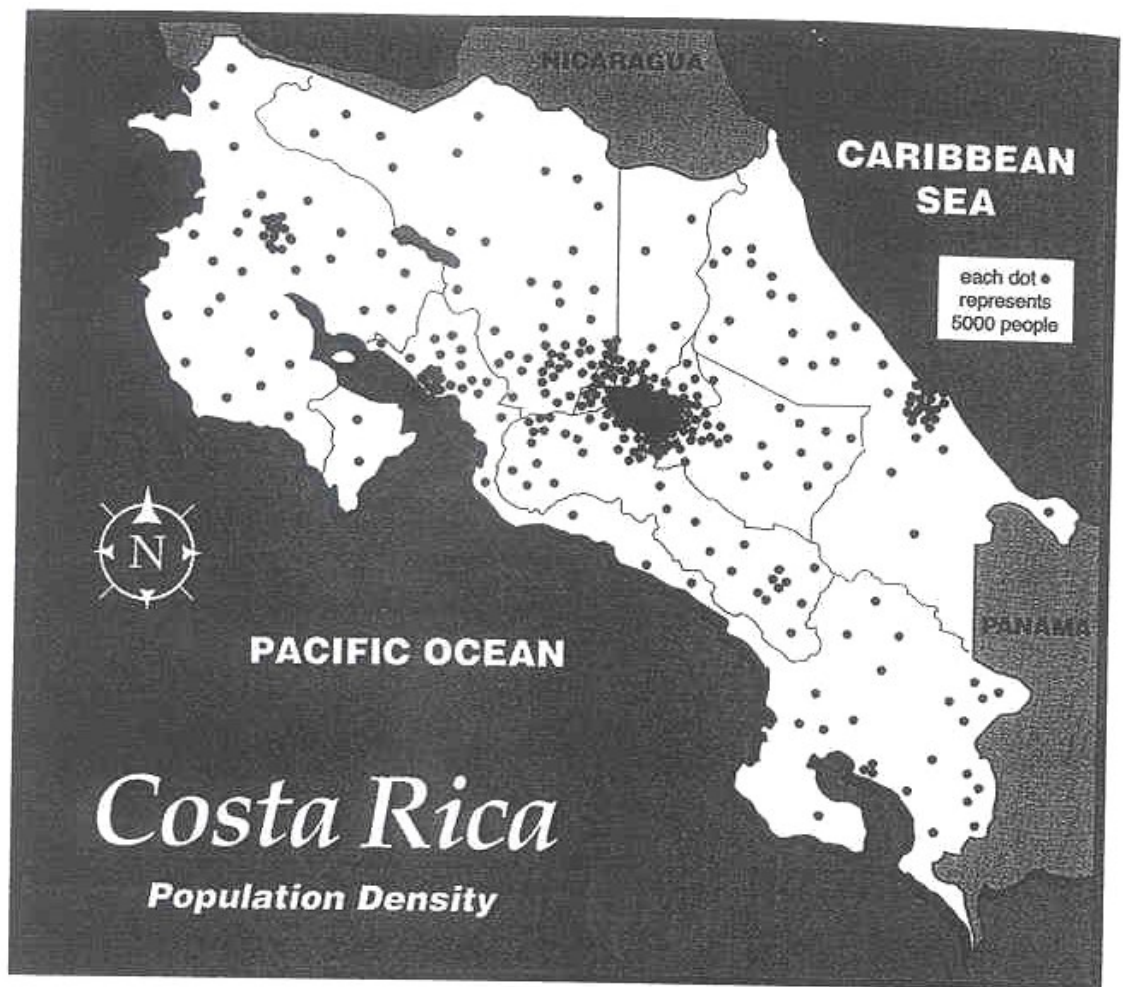 NICARAGUA
CARIBBEAN
SEA
each dot
represents
5000 people
N
PANAMA
PACIFIC OCEAN
Costa Rica
Population Density